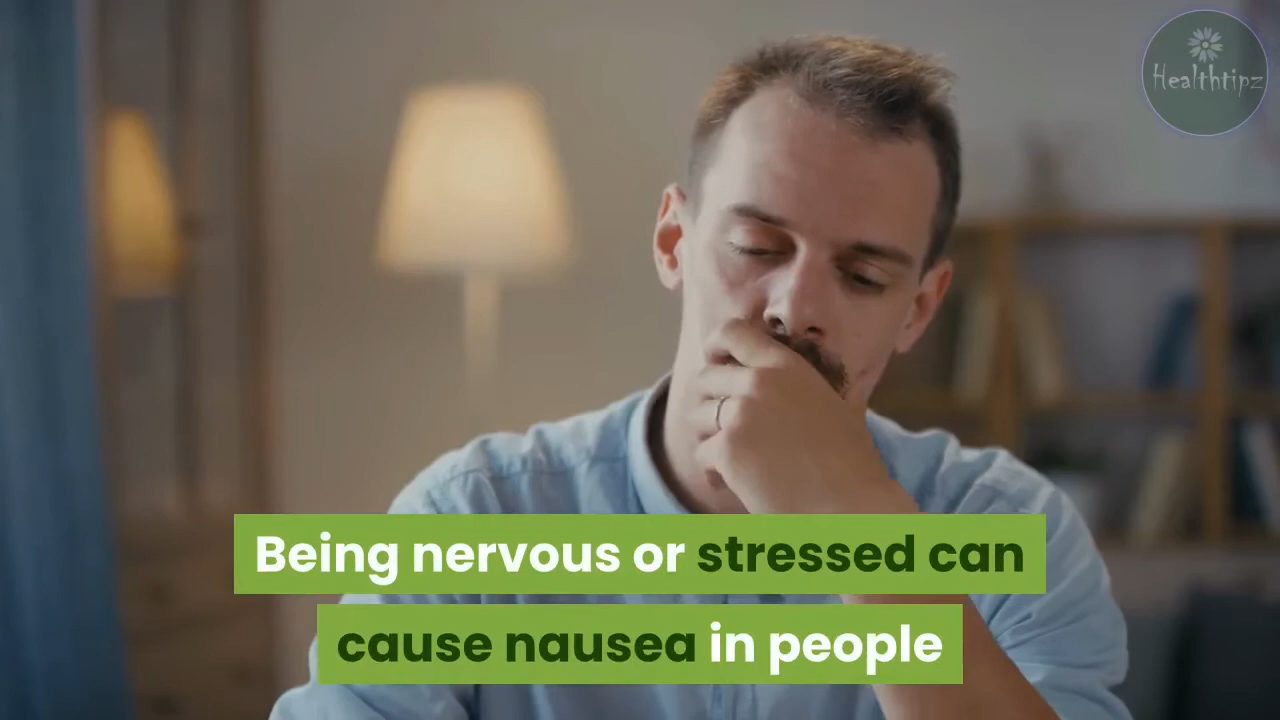 Healthtipz
Being nervous or stressed can
cause nausea in people